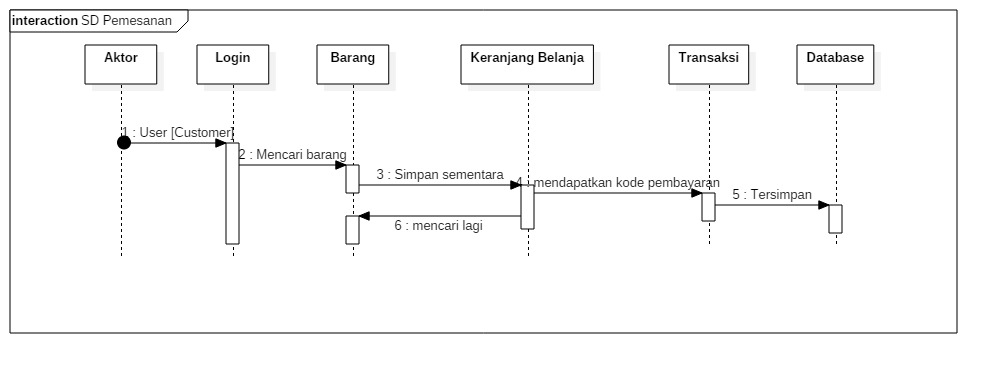 interaction SD Pemesanan
Aktor
Login
Barang
Keranjang Belanja
Transaksi
Database
1 : User [Customer]
2 : Mencari barang
3 : Simpan sementara
4 : mendapatkan kode pembayaran
5 : Tersimpan
6 : mencari lagi